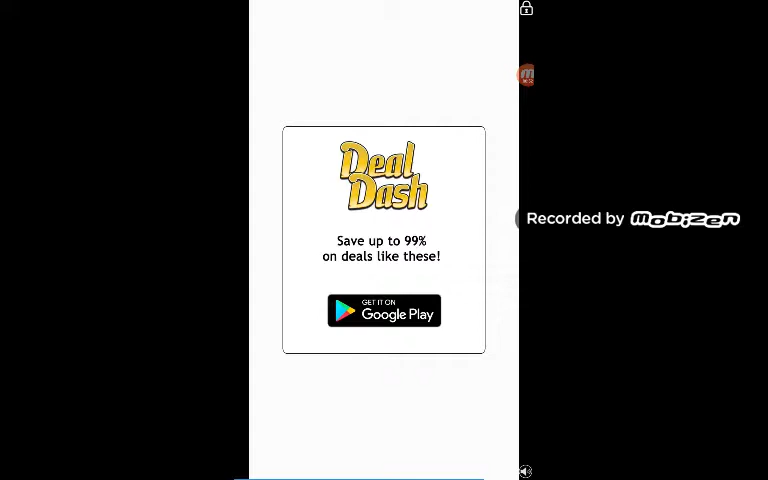 Deal
Dash
Recorded by Mobizen
Save up to 99%
on deals like these!
GET IT ON
Google Play